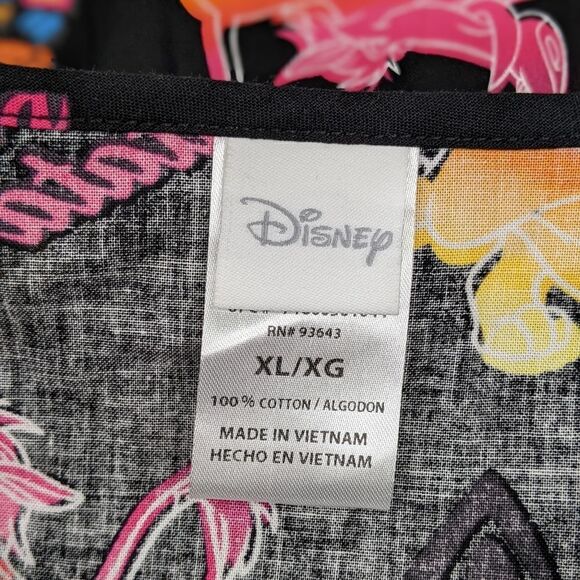 Disney
RN# 93643
XL/XG
100% COTTON / ALGODON
MADE IN VIETNAM
HECHO EN VIETNAM